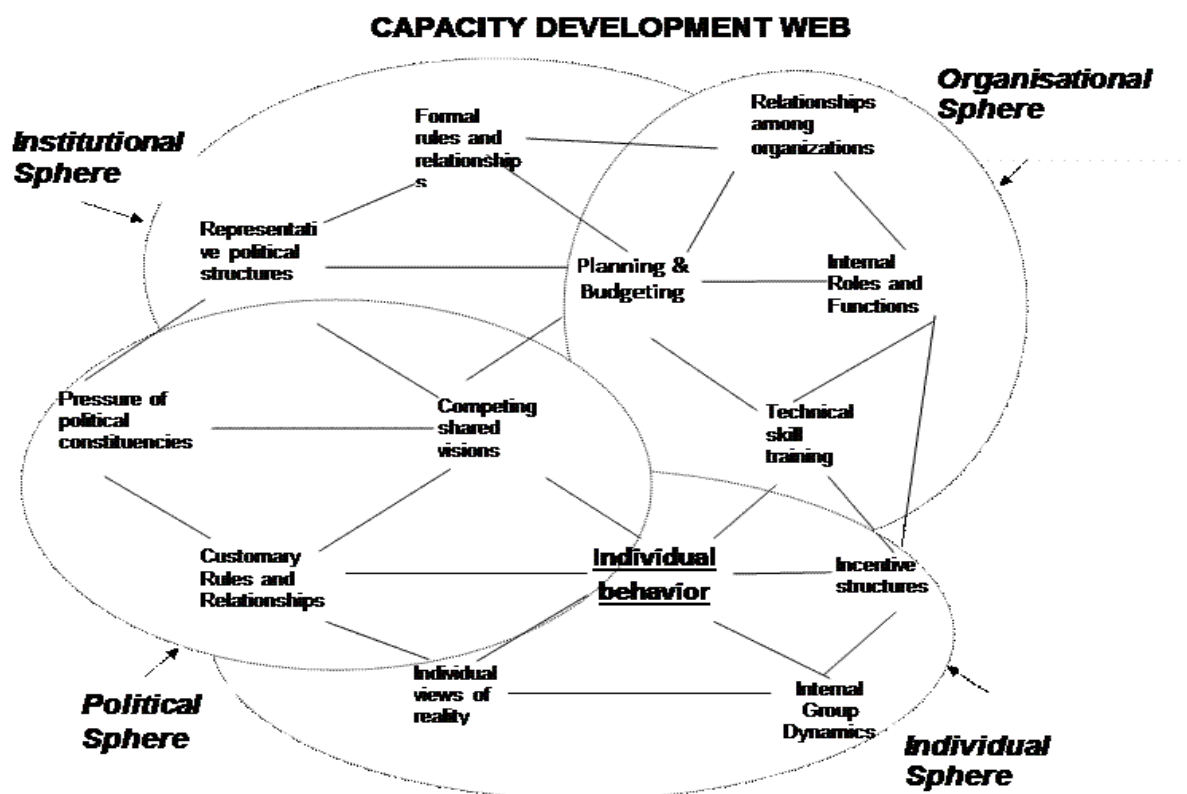 CAPACITY DEVELOPMENT WEB
Organisational
Sphere
Relationships
among
organizations
Formal
rules and
relationship
s
Institutional
Sphere
Representati
ve political
structures
Planning &
Budgeting
Internal
Roles and
Functions
Pressure of
political
constituencies
Competing
shared
visions
Technical
skill
training
Customary
Rules and
Relationships
Individual
behavior
Incentive
structures
Individual
views of
reality
Internal
Group
Dynamics
Political
Sphere
Individual
Sphere